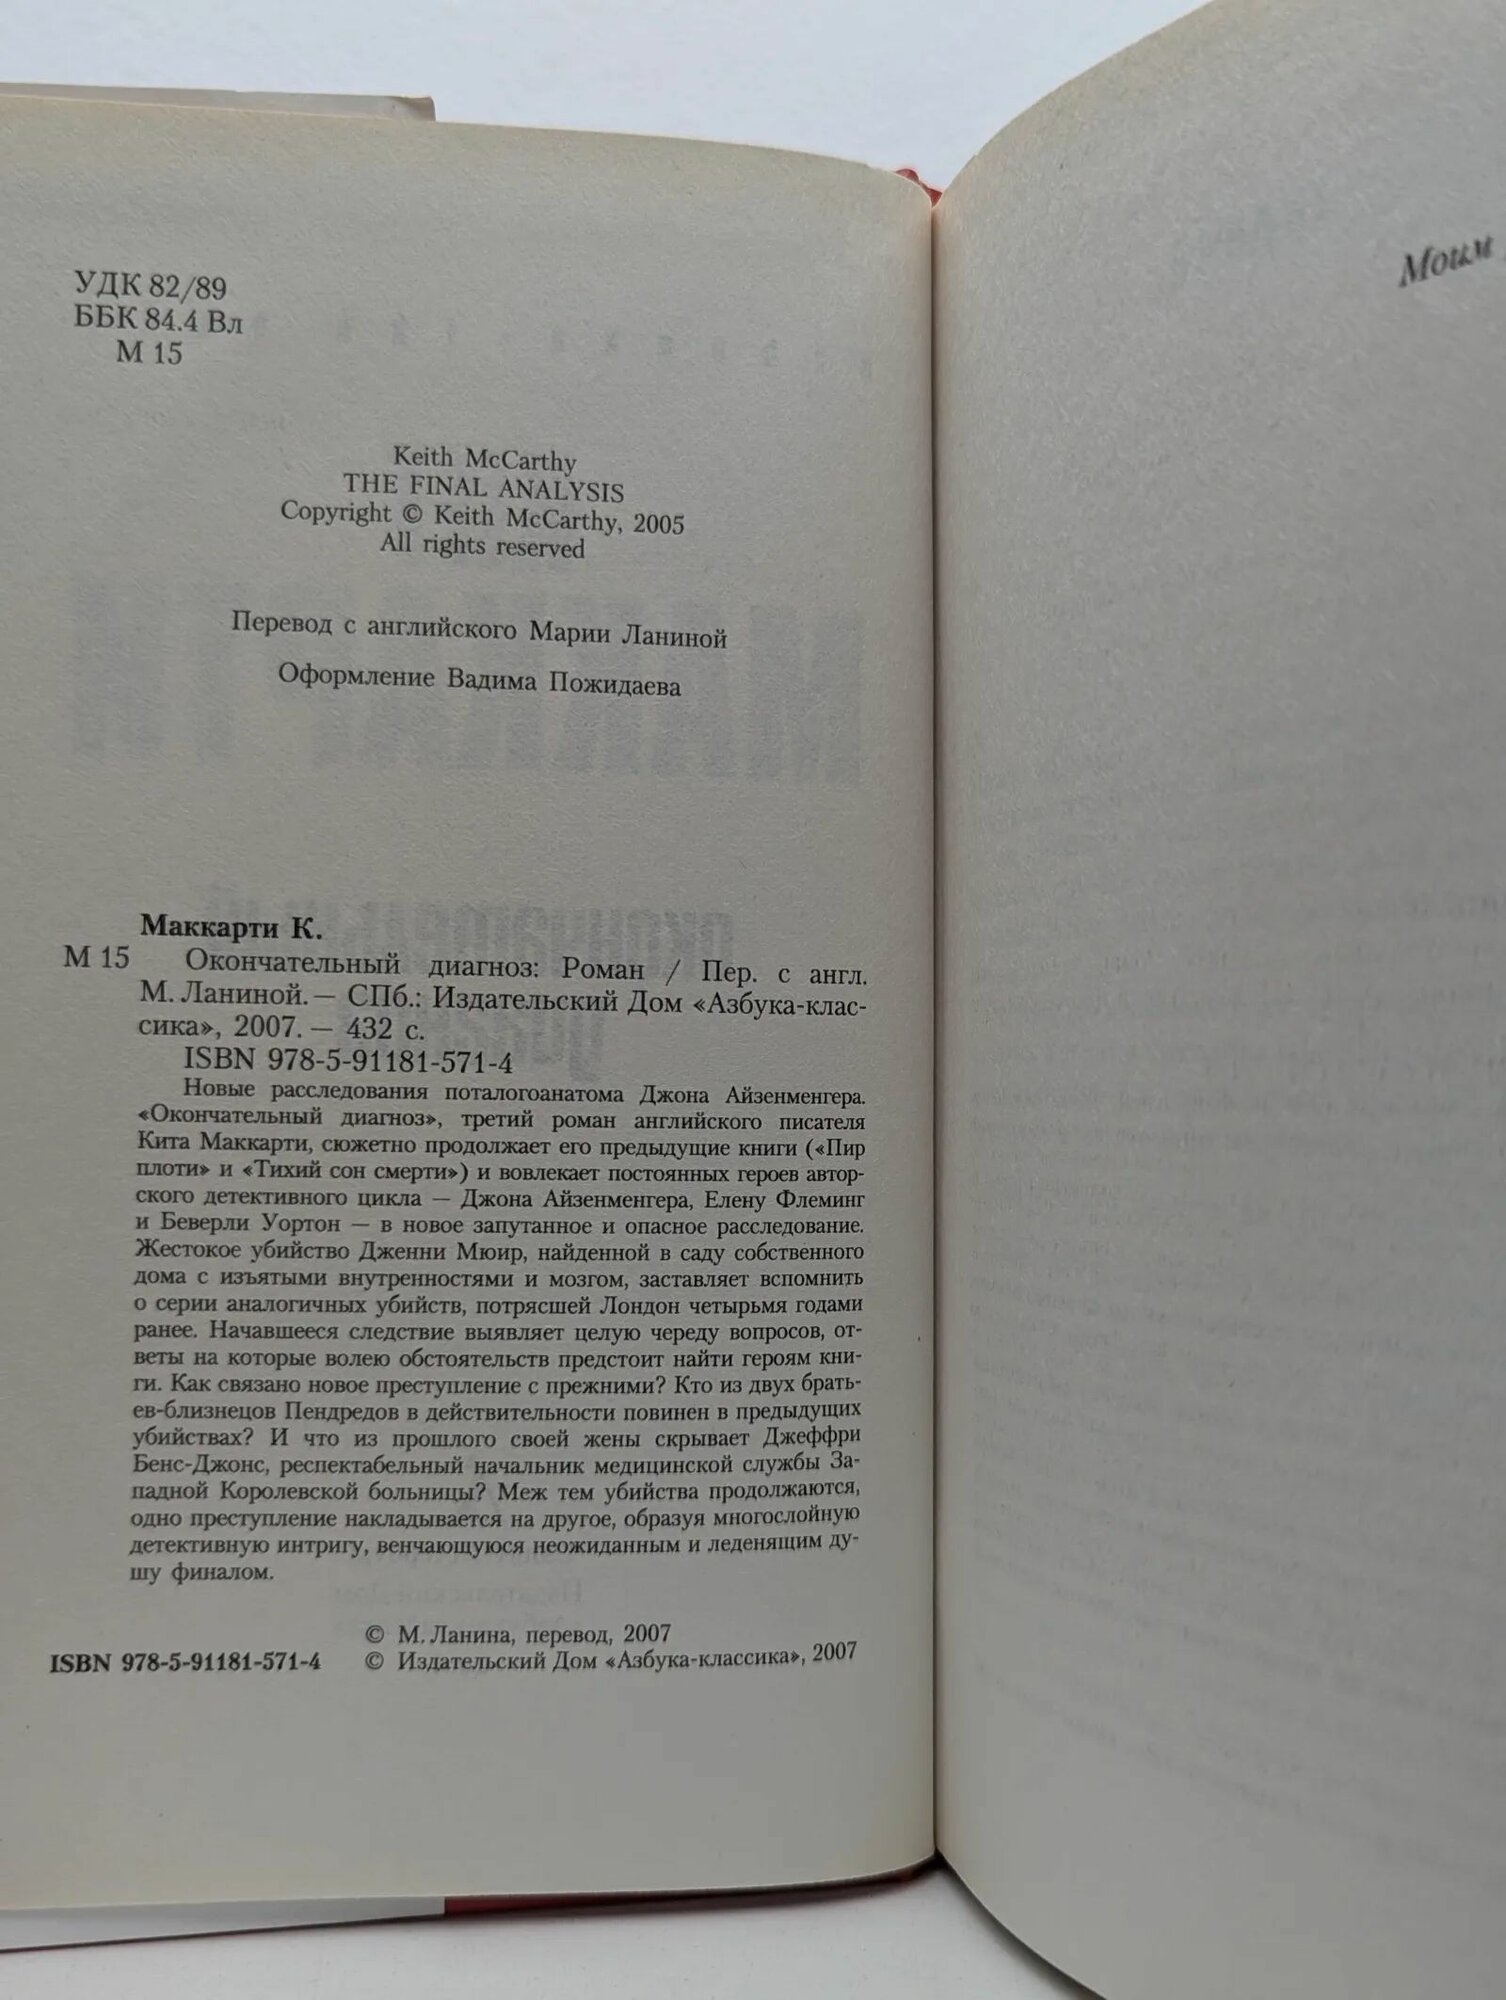 УДК 82/89
ББК 84.4 Вл
М 15
Keith McCarthy
THE FINAL ANALYSIS
Copyright © Keith McCarthy, 2005
All rights reserved
Перевод с английского Марии Ланиной
Оформление Вадима Пожидаева
Маккарти К.
М 15 Окончательный диагноз: Роман / Пер. с англ.
М. Ланиной. — СПб.: Издательский Дом «Азбука-клас-
сика», 2007. — 432 с.
ISBN 978-5-91181-571-4
Новые расследования поталогоанатома Джона Айзенменгера.
«Окончательный диагноз», третий роман английского писателя
Кита Маккарти, сюжетно продолжает его предыдущие книги («Пир
плоти» и «Тихий сон смерти») и вовлекает постоянных героев автор-
ского детективного цикла — Джона Айзенменгера, Елену Флеминг
и Беверли Уортон — в новое запутанное и опасное расследование.
Жестокое убийство Дженни Мюир, найденной в саду собственного
дома с изъятыми внутренностями и мозгом, заставляет вспомнить
о серии аналогичных убийств, потрясшей Лондон четырьмя годами
ранее. Начавшееся следствие выявляет целую череду вопросов, от-
веты на которые волею обстоятельств предстоит найти героям кни-
ги. Как связано новое преступление с прежними? Кто из двух брать-
ев-близнецов Пендредов в действительности повинен в предыдущих
убийствах? И что из прошлого своей жены скрывает Джеффри
Бенс-Джонс, респектабельный начальник медицинской службы За-
падной Королевской больницы? Меж тем убийства продолжаются,
одно преступление накладывается на другое, образуя многослойную
детективную интригу, венчающуюся неожиданным и леденящим ду-
шу финалом.
© М. Ланина, перевод, 2007
ISBN 978-5-91181-571-4 © Издательский Дом «Азбука-классика», 2007
Моим